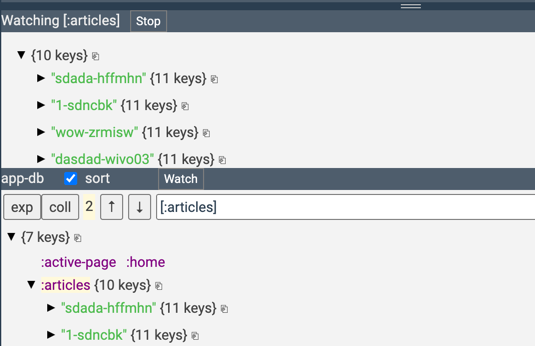 Watching [:articles] Stop
▼ {10 keys}
▶ "sdada-hffmhn" {11 keys}
▶ "1-sdncbk" {11 keys}
▶ "wow-zrmisw" {11 keys}
▶ "dasdad-wivo03" {11 keys}
app-db sort Watch
exp coll 2 ↑ ↓ [:articles]
▼ {7 keys}
:active-page :home
▼ :articles {10 keys}
▶ "sdada-hffmhn" {11 keys}
▶ "1-sdncbk" {11 keys}